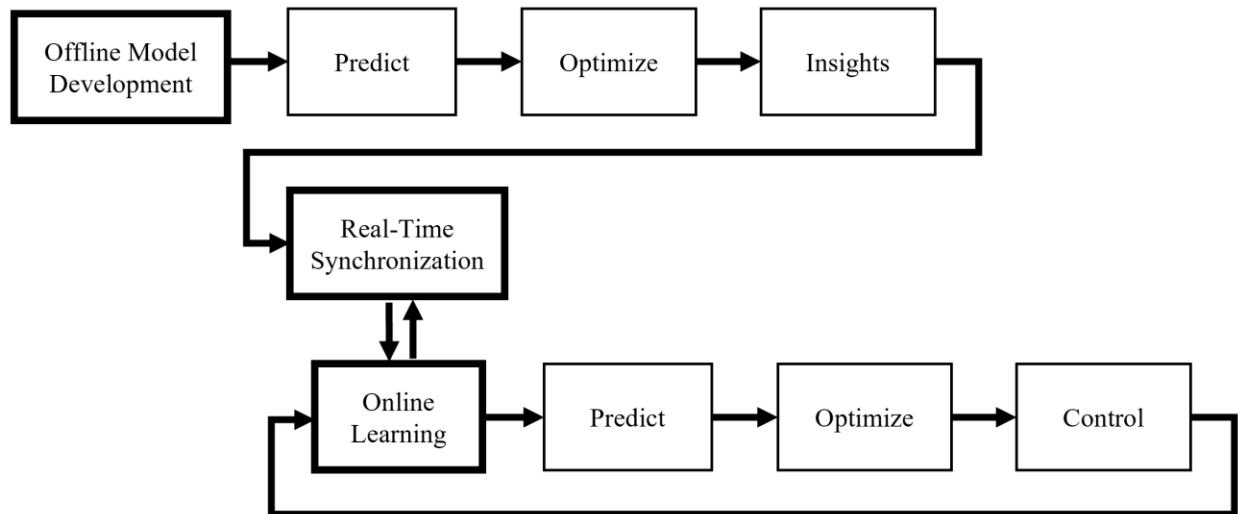 Offline Model
Development
Predict
Optimize
Insights
Real-Time
Synchronization
Online
Learning
Predict
Optimize
Control